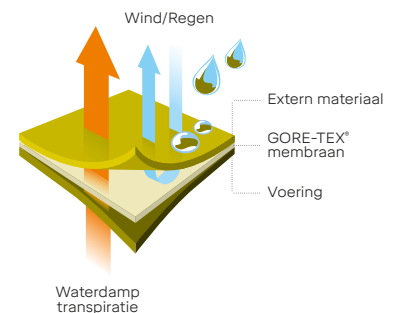 Wind/Regen
Extern materiaal
GORE-TEX®
membraan
Voering
Waterdamp
transpiratie